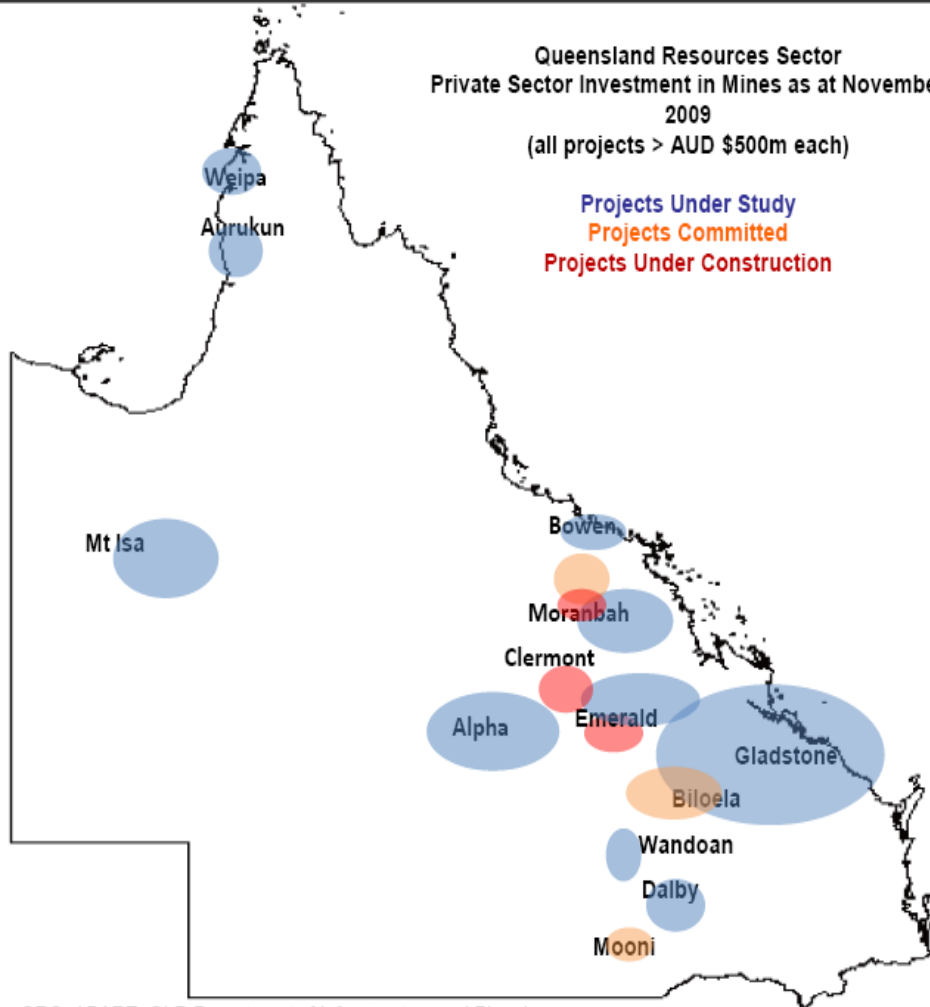 Queensland Resources Sector
Private Sector Investment in Mines as at Novembe
2009
(all projects > AUD $500m each)
Projects Under Study
Projects Committed
Projects Under Construction
Weipa
Aurukun
Mt Isa
Bowen
Moranbah
Clermont
Emerald
Alpha
Gladstone
Biloela
Wandoan
Dalby
Mooni